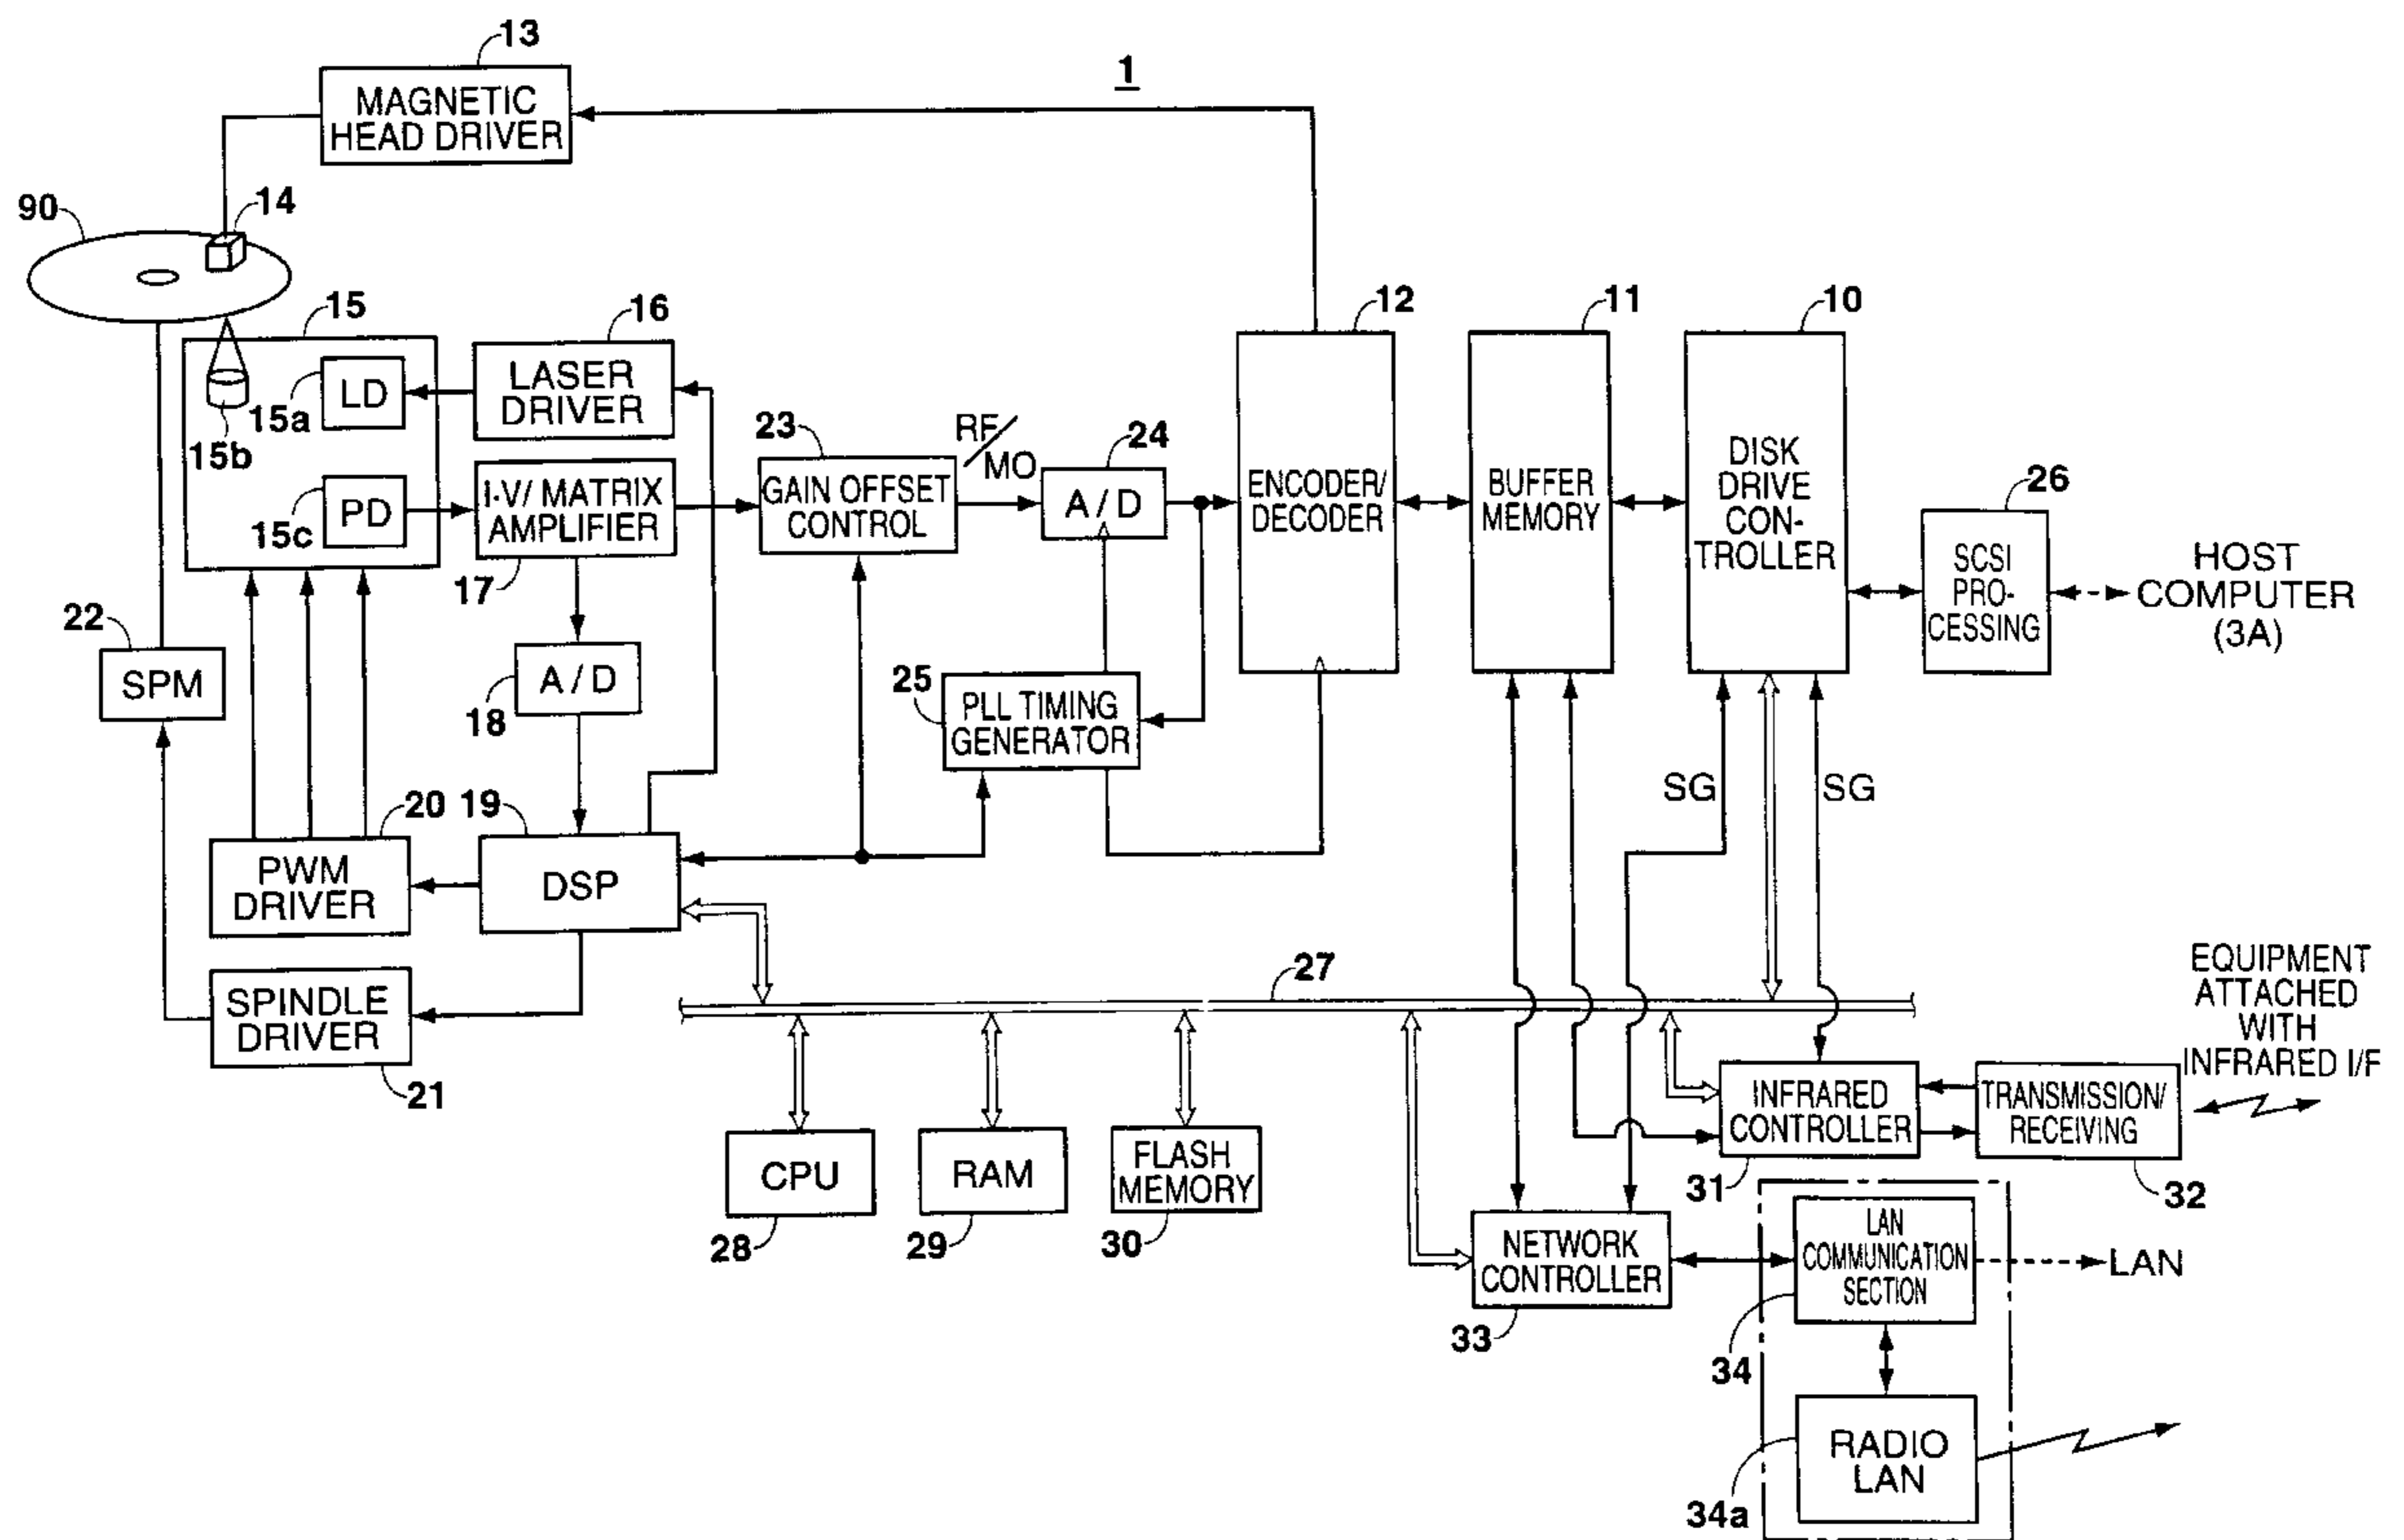 1
13
MAGNETIC
HEAD DRIVER
90
14
15
16
12
11
10
LASER
DRIVER
LD
15a
15b
23
RF/
MO
24
26
I-V/ MATRIX
AMPLIFIER
17
GAIN OFFSET
CONTROL
A / D
ENCODER/
DECODER
BUFFER
MEMORY
DISK
DRIVE
CON-
TROLLER
PD
15c
SCSI
PRO-
CESSING
HOST
COMPUTER
(3A)
22
SPM
A / D
18
25
PLL TIMING
GENERATOR
SG
SG
20
19
PWM
DRIVER
DSP
27
SPINDLE
DRIVER
21
EQUIPMENT
ATTACHED
WITH
INFRARED I/F
INFRARED
CONTROLLER
31
TRANSMISSION/
RECEIVING
32
CPU
28
RAM
29
FLASH
MEMORY
30
NETWORK
CONTROLLER
33
LAN
COMMUNICATION
SECTION
34
LAN
RADIO
LAN
34a